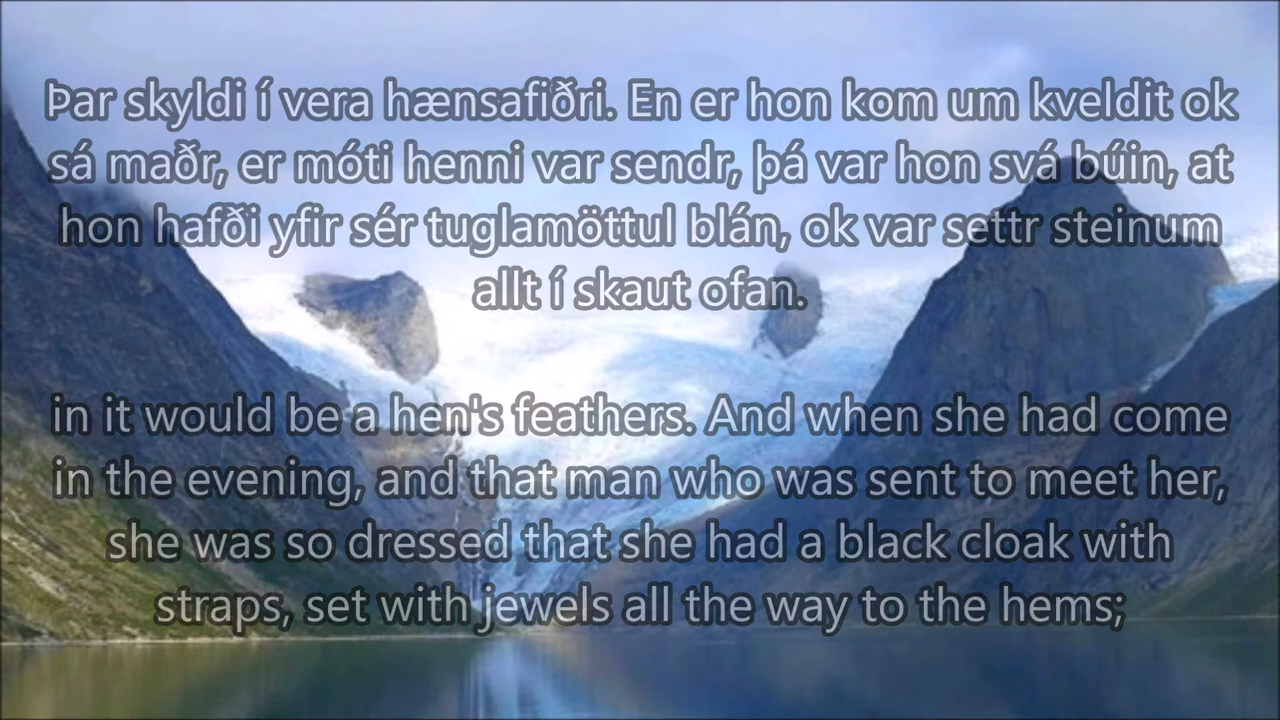 Þar skyldi í vera hænsafiðri. En er hon kom um kveldit ok
sá maðr, er móti henni var sendr, þá var hon svá búin, at
hon hafði yfir sér tuglamöttul blán, ok var settr steinum
allt í skaut ofan.
in it would be a hen's feathers. And when she had come
in the evening, and that man who was sent to meet her,
she was so dressed that she had a black cloak with
straps, set with jewels all the way to the hems;